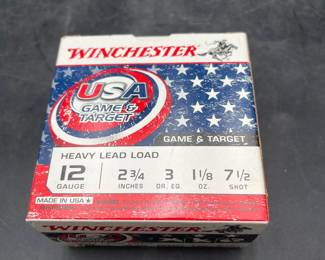 WINCHESTER
USA
GAME &
TARGET
GAME & TARGET
HEAVY LEAD LOAD
12 2 3/4 3 1 1/8 7 1/2
GAUGE INCHES DR. EQ. OZ. SHOT
MADE IN USA
WINCHESTER